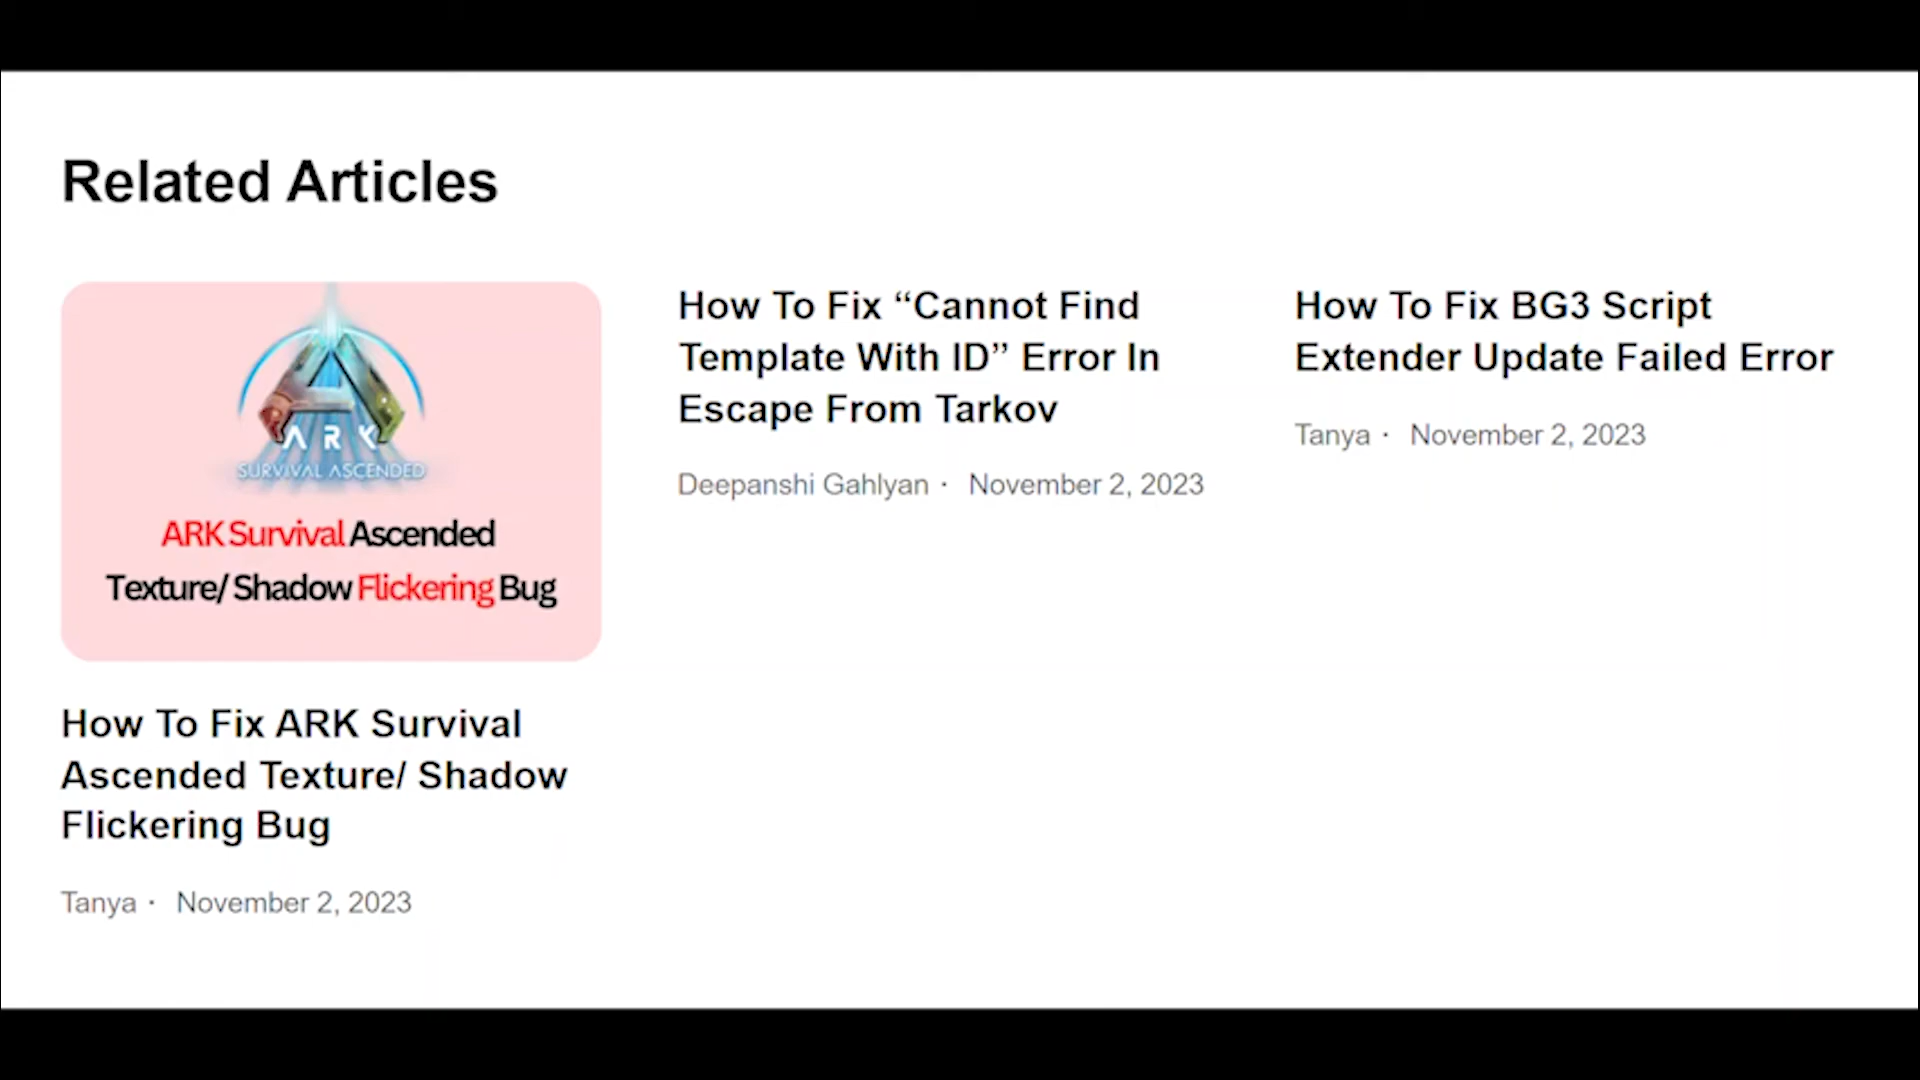 Related Articles
ARK
SURVIVAL ASCENDED
ARK Survival Ascended
Texture/ Shadow Flickering Bug
How To Fix ARK Survival
Ascended Texture/ Shadow
Flickering Bug
Tanya · November 2, 2023
How To Fix “Cannot Find
Template With ID” Error In
Escape From Tarkov
Deepanshi Gahlyan · November 2, 2023
How To Fix BG3 Script
Extender Update Failed Error
Tanya · November 2, 2023